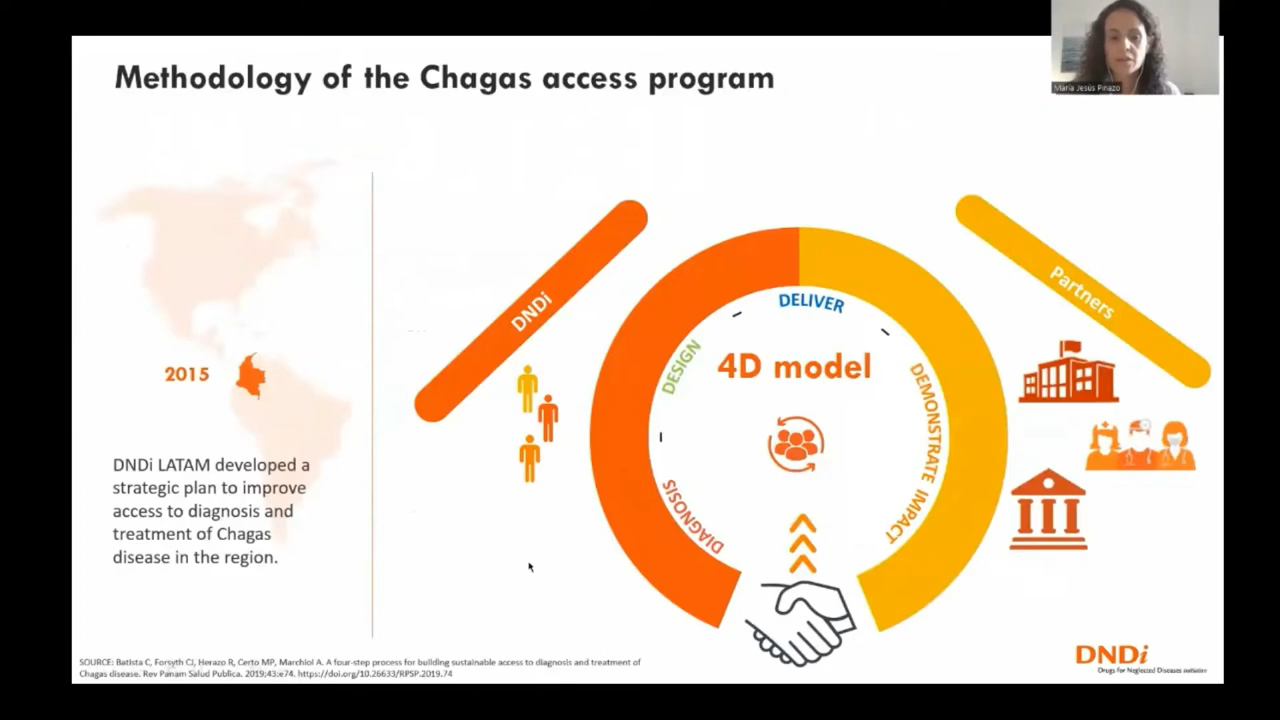 Methodology of the Chagas access program
María Jesús Pinazo
2015
DNDi LATAM developed a
strategic plan to improve
access to diagnosis and
treatment of Chagas
disease in the region.
DNDi
Partners
DELIVER
DESIGN
4D model
DEMONSTRATE IMPACT
DIAGNOSIS
SOURCE: Batista C, Forsyth CJ, Herazo R, Certo MP, Marchiol A. A four-step process for building sustainable access to diagnosis and treatment of
Chagas disease. Rev Panam Salud Publica. 2019;43:e74. https://doi.org/10.26633/RPSP.2019.74
DNDi
Drugs for Neglected Diseases initiative